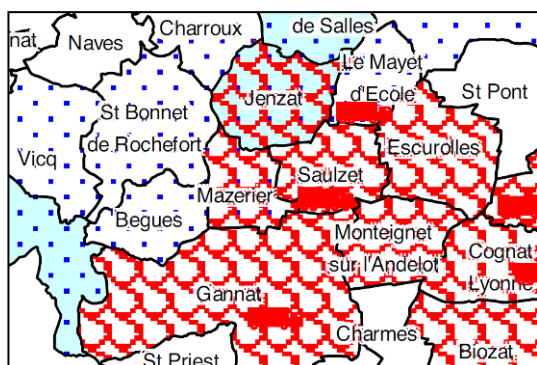 Charroux
de Salles
nat
Naves
Le Mayet
d'Ecole
St Pont
Jenzat
St Bonnet
de Rochefort
Vicq
Escurolles
Saulzet
Mazerier
Begues
Monteignet
sur l'Andelot
Cognat
Lyonne
Gannat
Charmes
St Priest
Biozat